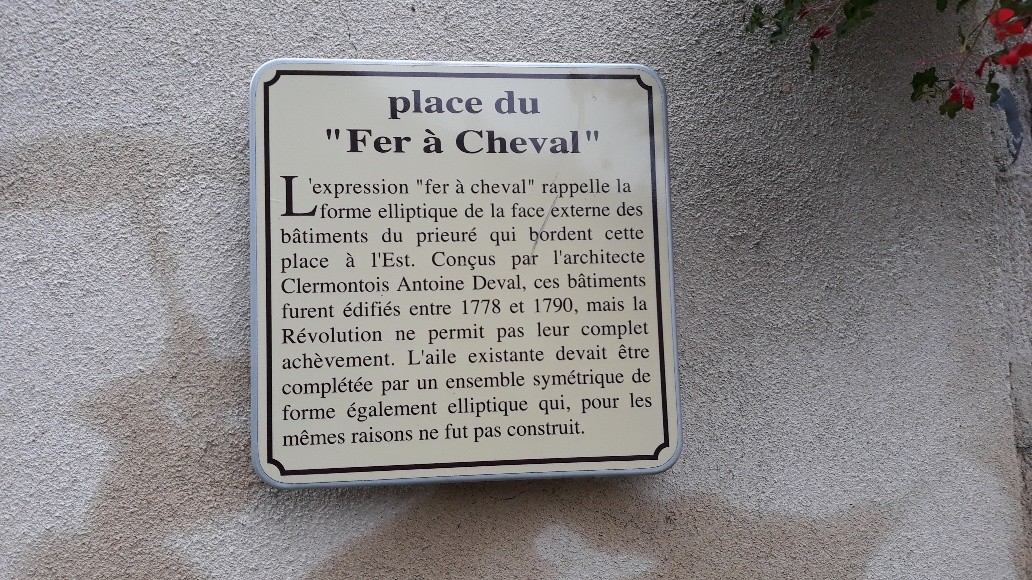 place du
"Fer à Cheval"
L'expression "fer à cheval" rappelle la
forme elliptique de la face externe des
bâtiments du prieuré qui bordent cette
place à l'Est. Conçus par l'architecte
Clermontois Antoine Deval, ces bâtiments
furent édifiés entre 1778 et 1790, mais la
Révolution ne permit pas leur complet
achèvement. L'aile existante devait être
complétée par un ensemble symétrique de
forme également elliptique qui, pour les
mêmes raisons ne fut pas construit.